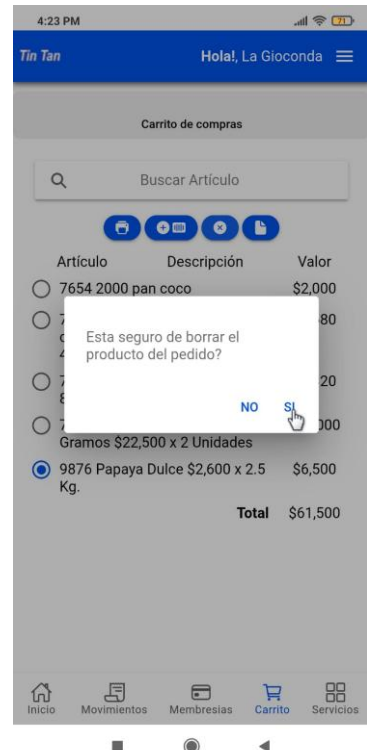 4:23 PM
71
Tin Tan
Hola!, La Gioconda
Carrito de compras
Buscar Artículo
Artículo Descripción Valor
7654 2000 pan coco $2,000
Esta seguro de borrar el
producto del pedido?
NO SI
Gramos $22,500 x 2 Unidades
9876 Papaya Dulce $2,600 x 2.5 $6,500
Kg.
Total $61,500
Inicio Movimientos Membresias Carrito Servicios